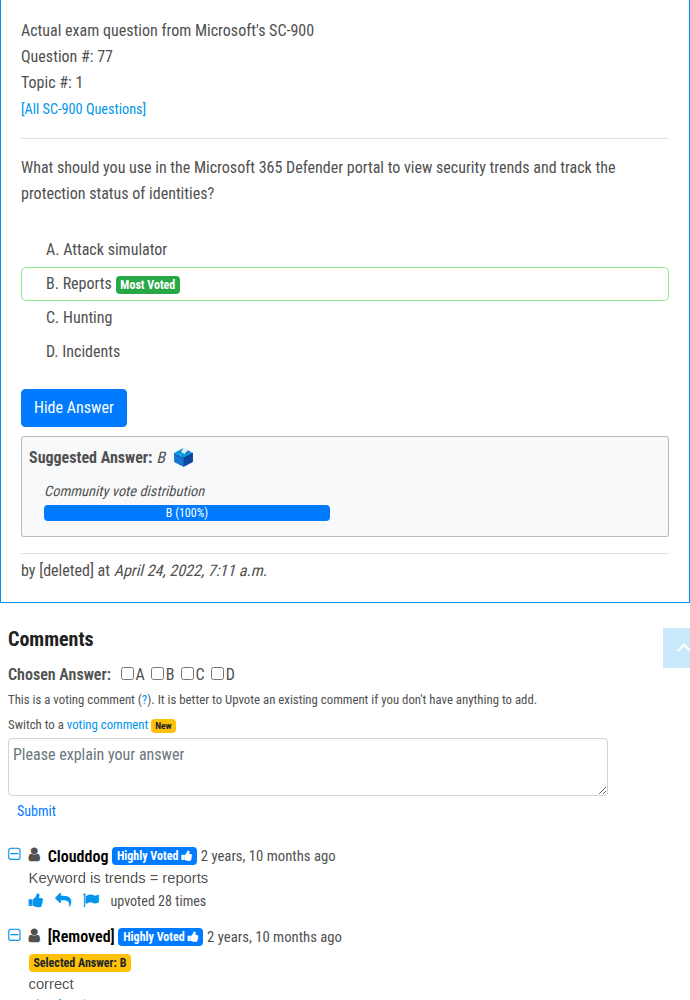 Actual exam question from Microsoft's SC-900
Question #: 77
Topic #: 1
[All SC-900 Questions]
What should you use in the Microsoft 365 Defender portal to view security trends and track the
protection status of identities?
A. Attack simulator
B. Reports Most Voted
C. Hunting
D. Incidents
Hide Answer
Suggested Answer: B
Community vote distribution
B (100%)
by [deleted] at April 24, 2022, 7:11 a.m.
Comments
Chosen Answer: A B C D
This is a voting comment (?). It is better to Upvote an existing comment if you don't have anything to add.
Switch to a voting comment New
Please explain your answer
Submit
Clouddog Highly Voted 2 years, 10 months ago
Keyword is trends = reports
upvoted 28 times
[Removed] Highly Voted 2 years, 10 months ago
Selected Answer: B
correct